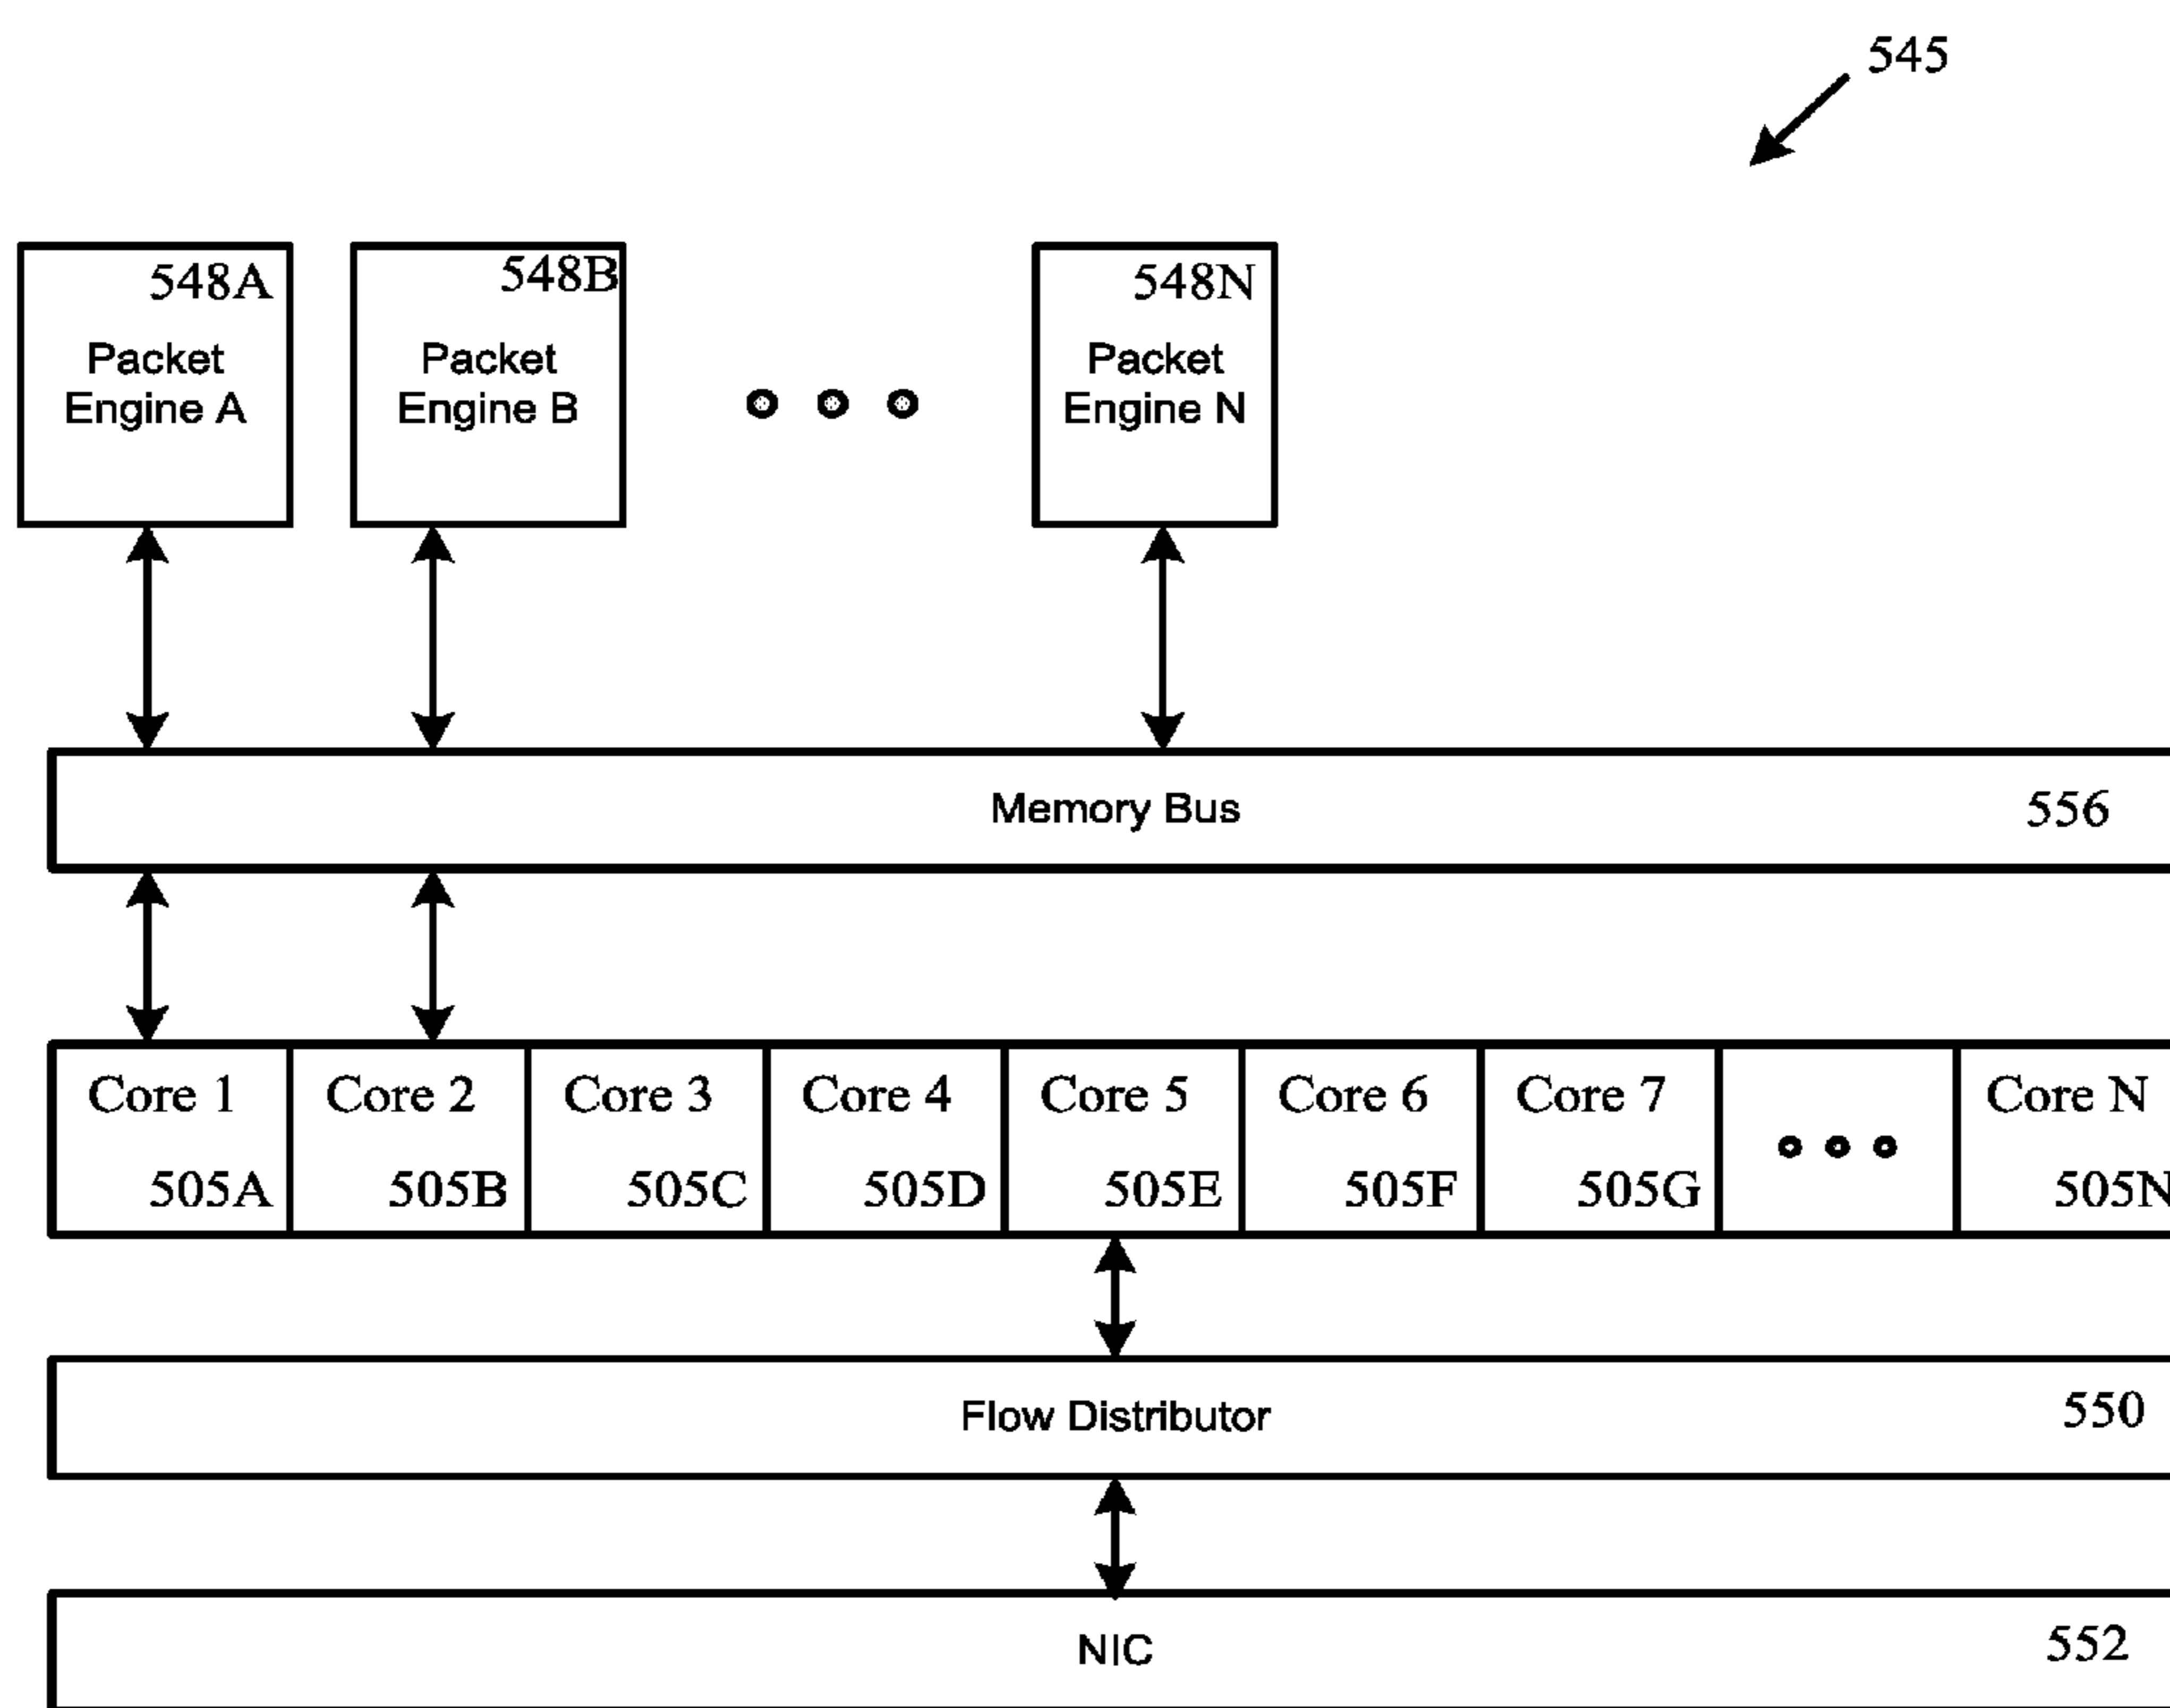 545
548A
Packet
Engine A
548B
Packet
Engine B
548N
Packet
Engine N
Memory Bus 556
Core 1 Core 2 Core 3 Core 4 Core 5 Core 6 Core 7 Core N
505A 505B 505C 505D 505E 505F 505G 505N
Flow Distributor 550
NIC 552